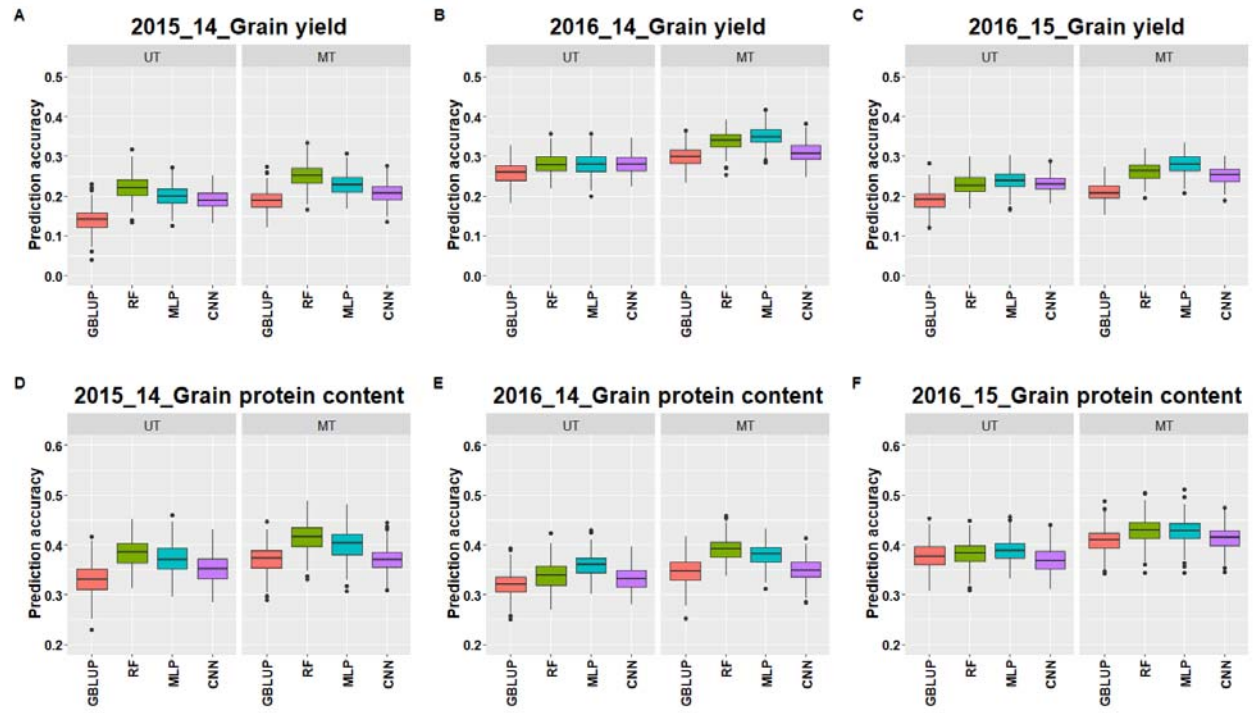 A
2015_14_Grain yield
UT
MT
Prediction accuracy
0.5
0.4
0.3
0.2
0.1
0.0
GBLUP
RF
MLP
CNN
GBLUP
RF
MLP
CNN
B
2016_14_Grain yield
UT
MT
Prediction accuracy
0.5
0.4
0.3
0.2
0.1
0.0
GBLUP
RF
MLP
CNN
GBLUP
RF
MLP
CNN
C
2016_15_Grain yield
UT
MT
Prediction accuracy
0.5
0.4
0.3
0.2
0.1
0.0
GBLUP
RF
MLP
CNN
GBLUP
RF
MLP
CNN
D
2015_14_Grain protein content
UT
MT
Prediction accuracy
0.6
0.5
0.4
0.3
0.2
GBLUP
RF
MLP
CNN
GBLUP
RF
MLP
CNN
E
2016_14_Grain protein content
UT
MT
Prediction accuracy
0.6
0.5
0.4
0.3
0.2
GBLUP
RF
MLP
CNN
GBLUP
RF
MLP
CNN
F
2016_15_Grain protein content
UT
MT
Prediction accuracy
0.6
0.5
0.4
0.3
0.2
GBLUP
RF
MLP
CNN
GBLUP
RF
MLP
CNN